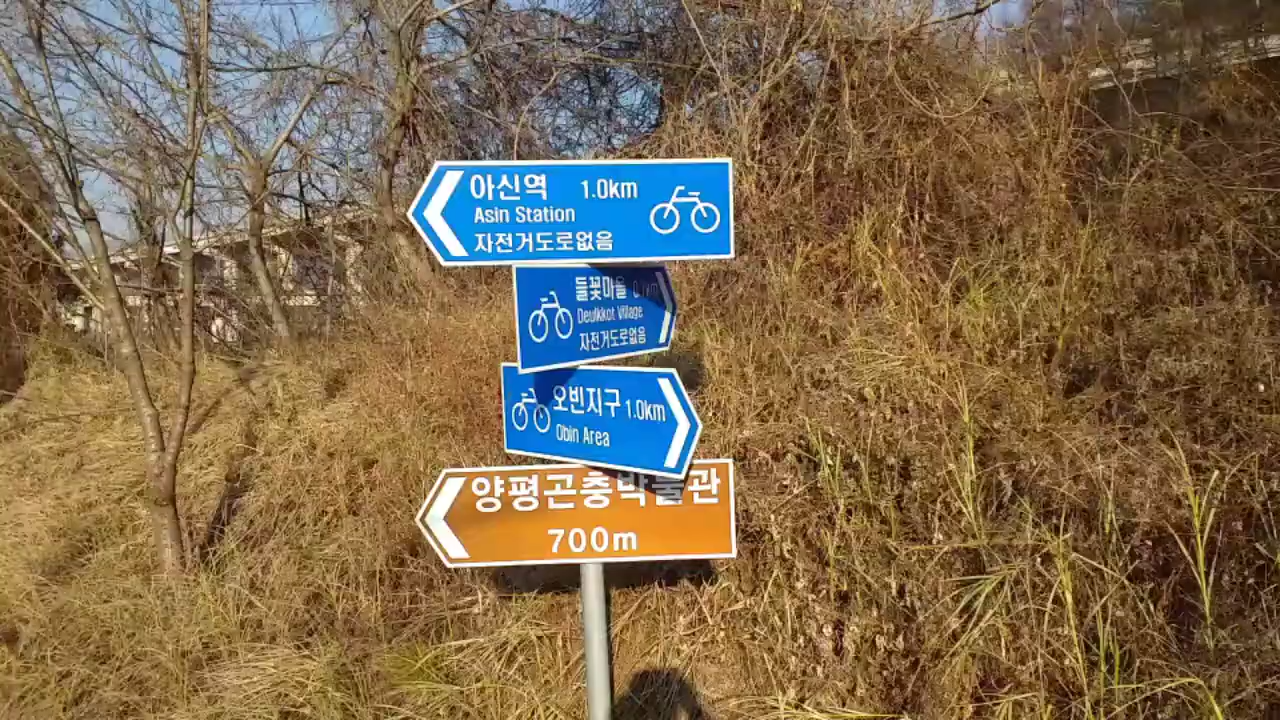 아신역 1.0km
Asin Station
자전거도로없음
들꽃마을 0.1km
Deulkkot Village
자전거도로없음
오빈지구 1.0km
Obin Area
양평곤충박물관
700m